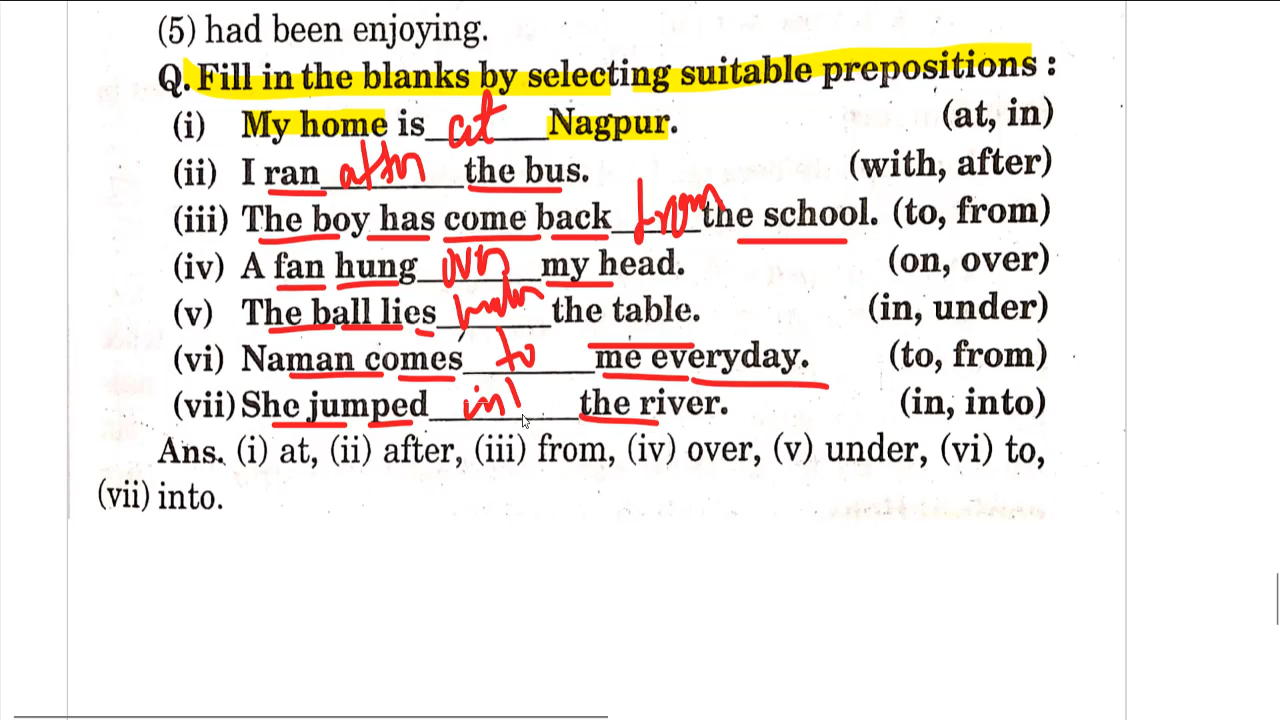 (5) had been enjoying.
Q. Fill in the blanks by selecting suitable prepositions :
(i) My home is at Nagpur. (at, in)
(ii) I ran after the bus. (with, after)
(iii) The boy has come back from the school. (to, from)
(iv) A fan hung over my head. (on, over)
(v) The ball lies under the table. (in, under)
(vi) Naman comes to me everyday. (to, from)
(vii) She jumped int the river. (in, into)
Ans. (i) at, (ii) after, (iii) from, (iv) over, (v) under, (vi) to,
(vii) into.